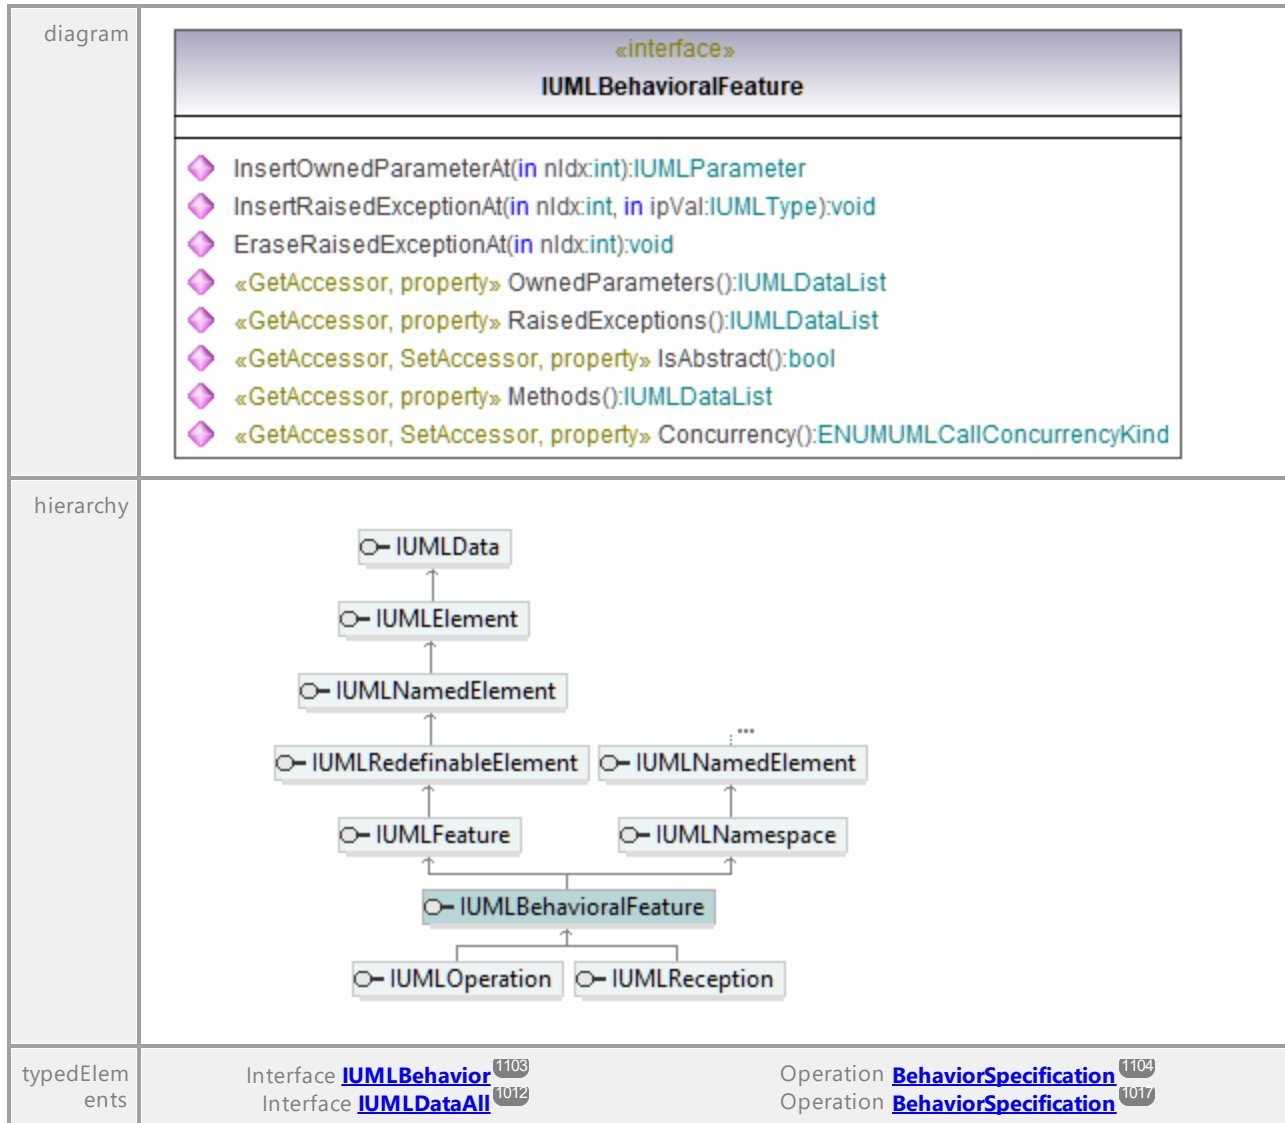 diagram
«interface»
IUMLBehavioralFeature
InsertOwnedParameterAt(in nIdx:int):IUMLParameter
InsertRaisedExceptionAt(in nIdx:int, in ipVal:IUMLType):void
EraseRaisedExceptionAt(in nIdx:int):void
«GetAccessor, property» OwnedParameters():IUMLDataList
«GetAccessor, property» RaisedExceptions():IUMLDataList
«GetAccessor, SetAccessor, property» IsAbstract():bool
«GetAccessor, property» Methods():IUMLDataList
«GetAccessor, SetAccessor, property» Concurrency():ENUMUMLCallConcurrencyKind
hierarchy
IUMLData
IUMLElement
IUMLNamedElement
...
IUMLRedefinableElement IUMLNamedElement
IUMLFeature IUMLNamespace
IUMLBehavioralFeature
IUMLOperation IUMLReception
typedElem
ents
Interface IUMLBehavior 1103 Operation BehaviorSpecification 1104
Interface IUMLDataAll 1012 Operation BehaviorSpecification 1017